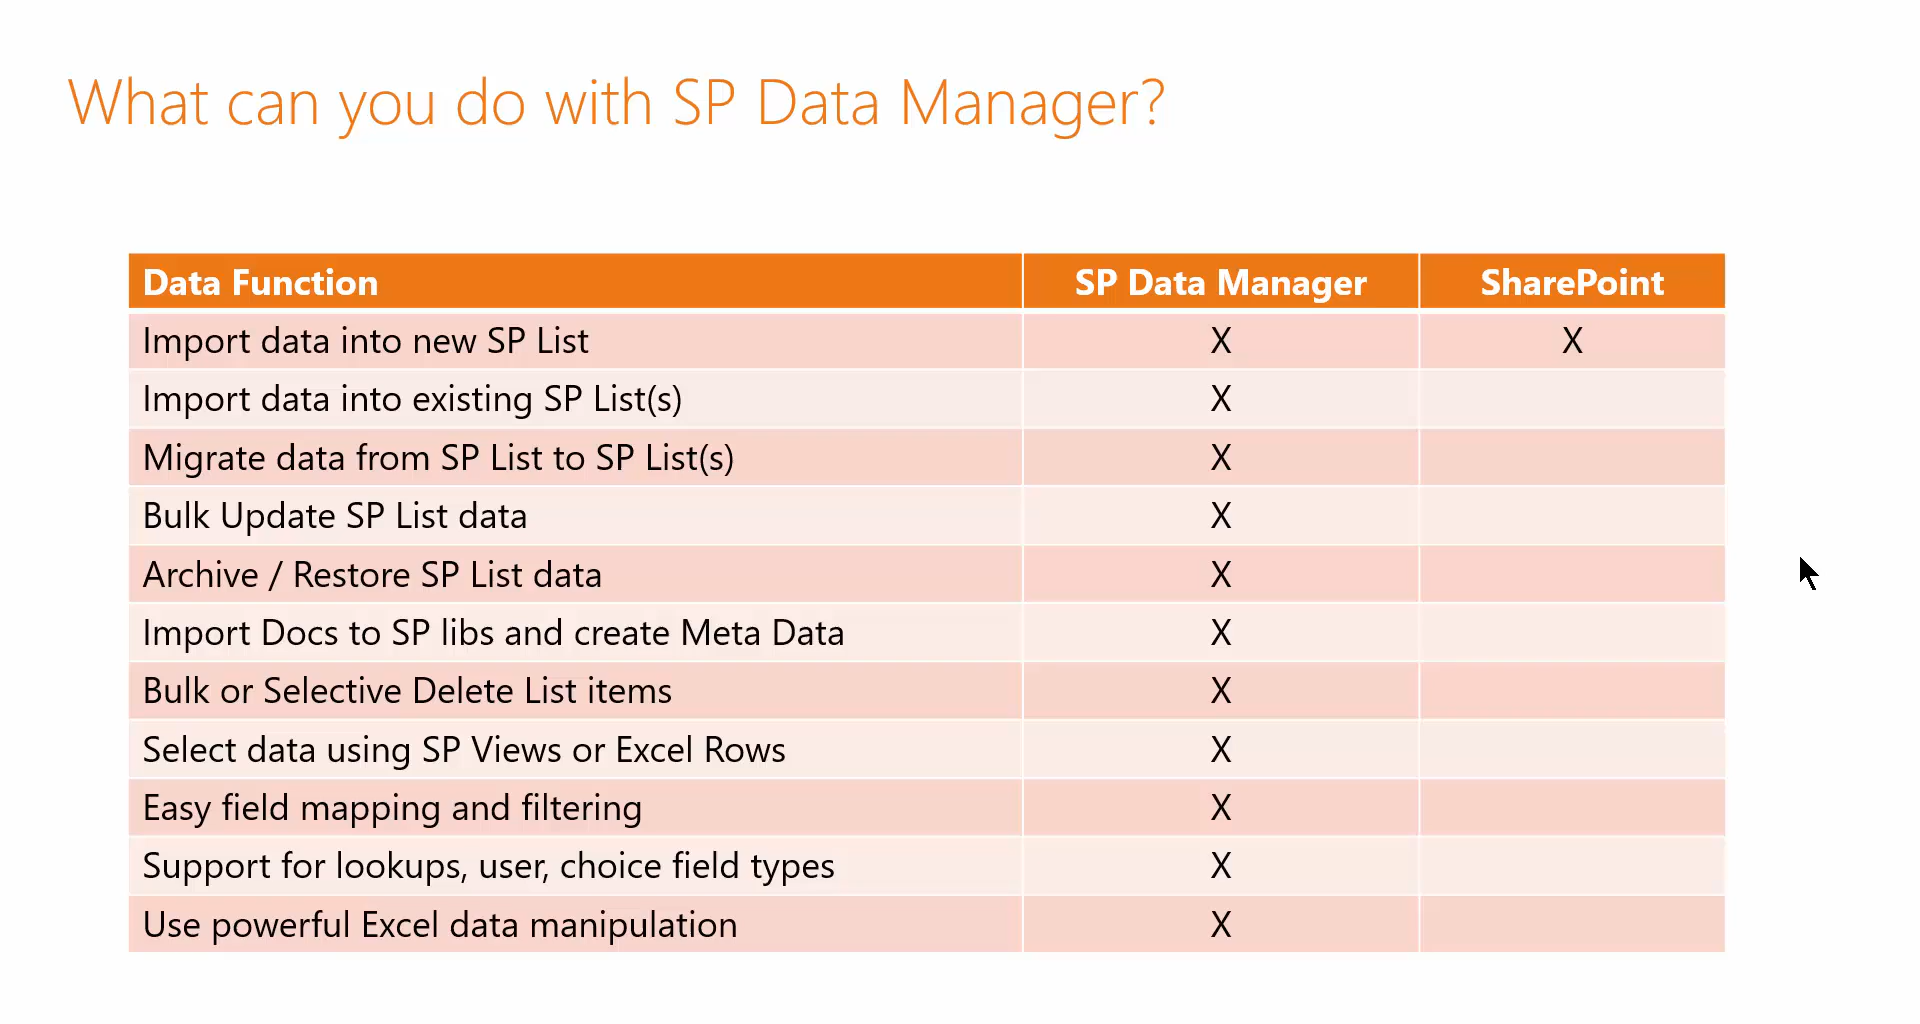 What can you do with SP Data Manager?
Data Function SP Data Manager SharePoint
Import data into new SP List X X
Import data into existing SP List(s) X
Migrate data from SP List to SP List(s) X
Bulk Update SP List data X
Archive / Restore SP List data X
Import Docs to SP libs and create Meta Data X
Bulk or Selective Delete List items X
Select data using SP Views or Excel Rows X
Easy field mapping and filtering X
Support for lookups, user, choice field types X
Use powerful Excel data manipulation X